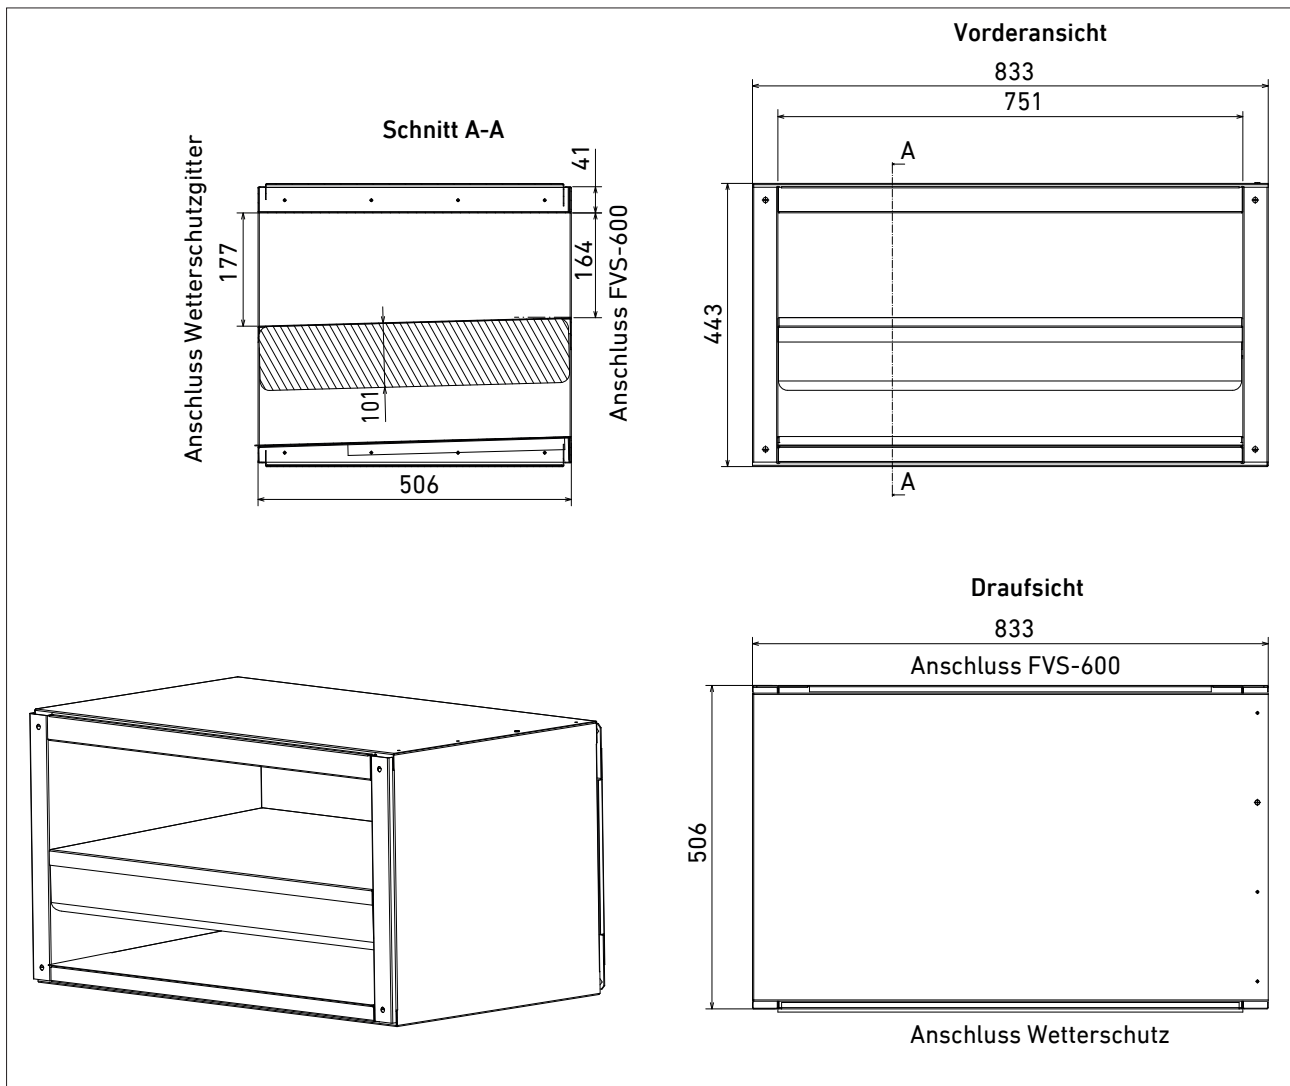 Vorderansicht
833
751
Schnitt A-A
Anschluss Wetterschutzgitter
41
A
177
164
Anschluss FVS-600
443
101
506
A
Draufsicht
833
Anschluss FVS-600
506
Anschluss Wetterschutz